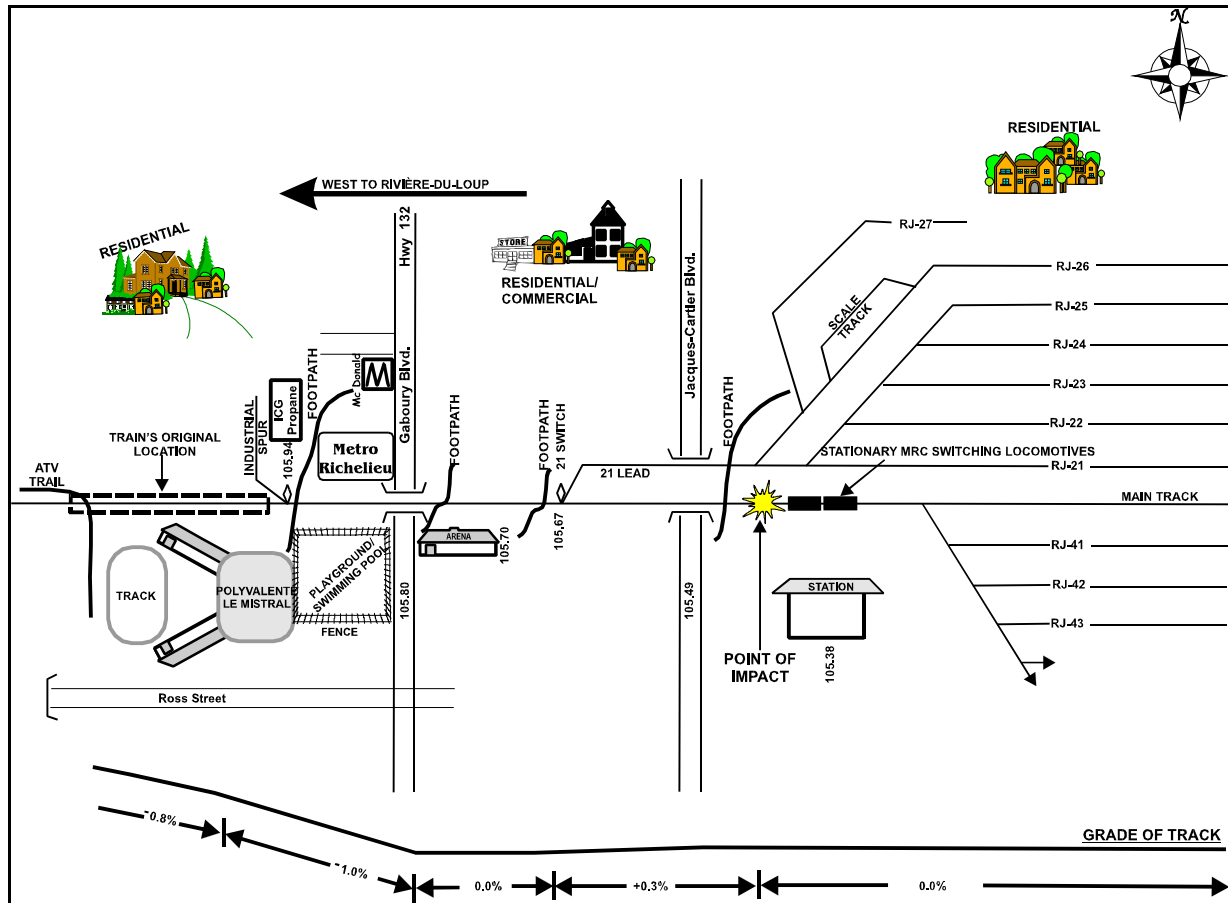 N
RESIDENTIAL
WEST TO RIVIÈRE-DU-LOUP
RESIDENTIAL
STORE
RESIDENTIAL/
COMMERCIAL
Hwy 132
Gaboury Blvd.
Jacques-Cartier Blvd.
RJ-27
RJ-26
SCALE
TRACK
RJ-25
RJ-24
RJ-23
RJ-22
STATIONARY MRC SWITCHING LOCOMOTIVES
RJ-21
MAIN TRACK
RJ-41
RJ-42
RJ-43
McDonald
M
FOOTPATH
ICG
Propane
105.94
INDUSTRIAL
SPUR
Metro
Richelieu
TRAIN'S ORIGINAL
LOCATION
ATV
TRAIL
FOOTPATH
FOOTPATH
21 SWITCH
21 LEAD
FOOTPATH
ARENA
105.70
105.67
105.80
105.49
TRACK
POLYVALENTE
LE MISTRAL
PLAYGROUND/
SWIMMING POOL
FENCE
STATION
105.38
POINT OF
IMPACT
Ross Street
GRADE OF TRACK
-0.8%
-1.0%
0.0%
+0.3%
0.0%